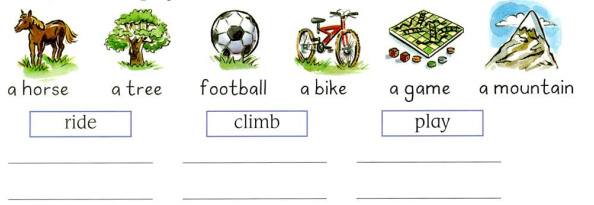 a horse a tree football a bike a game a mountain
ride climb play